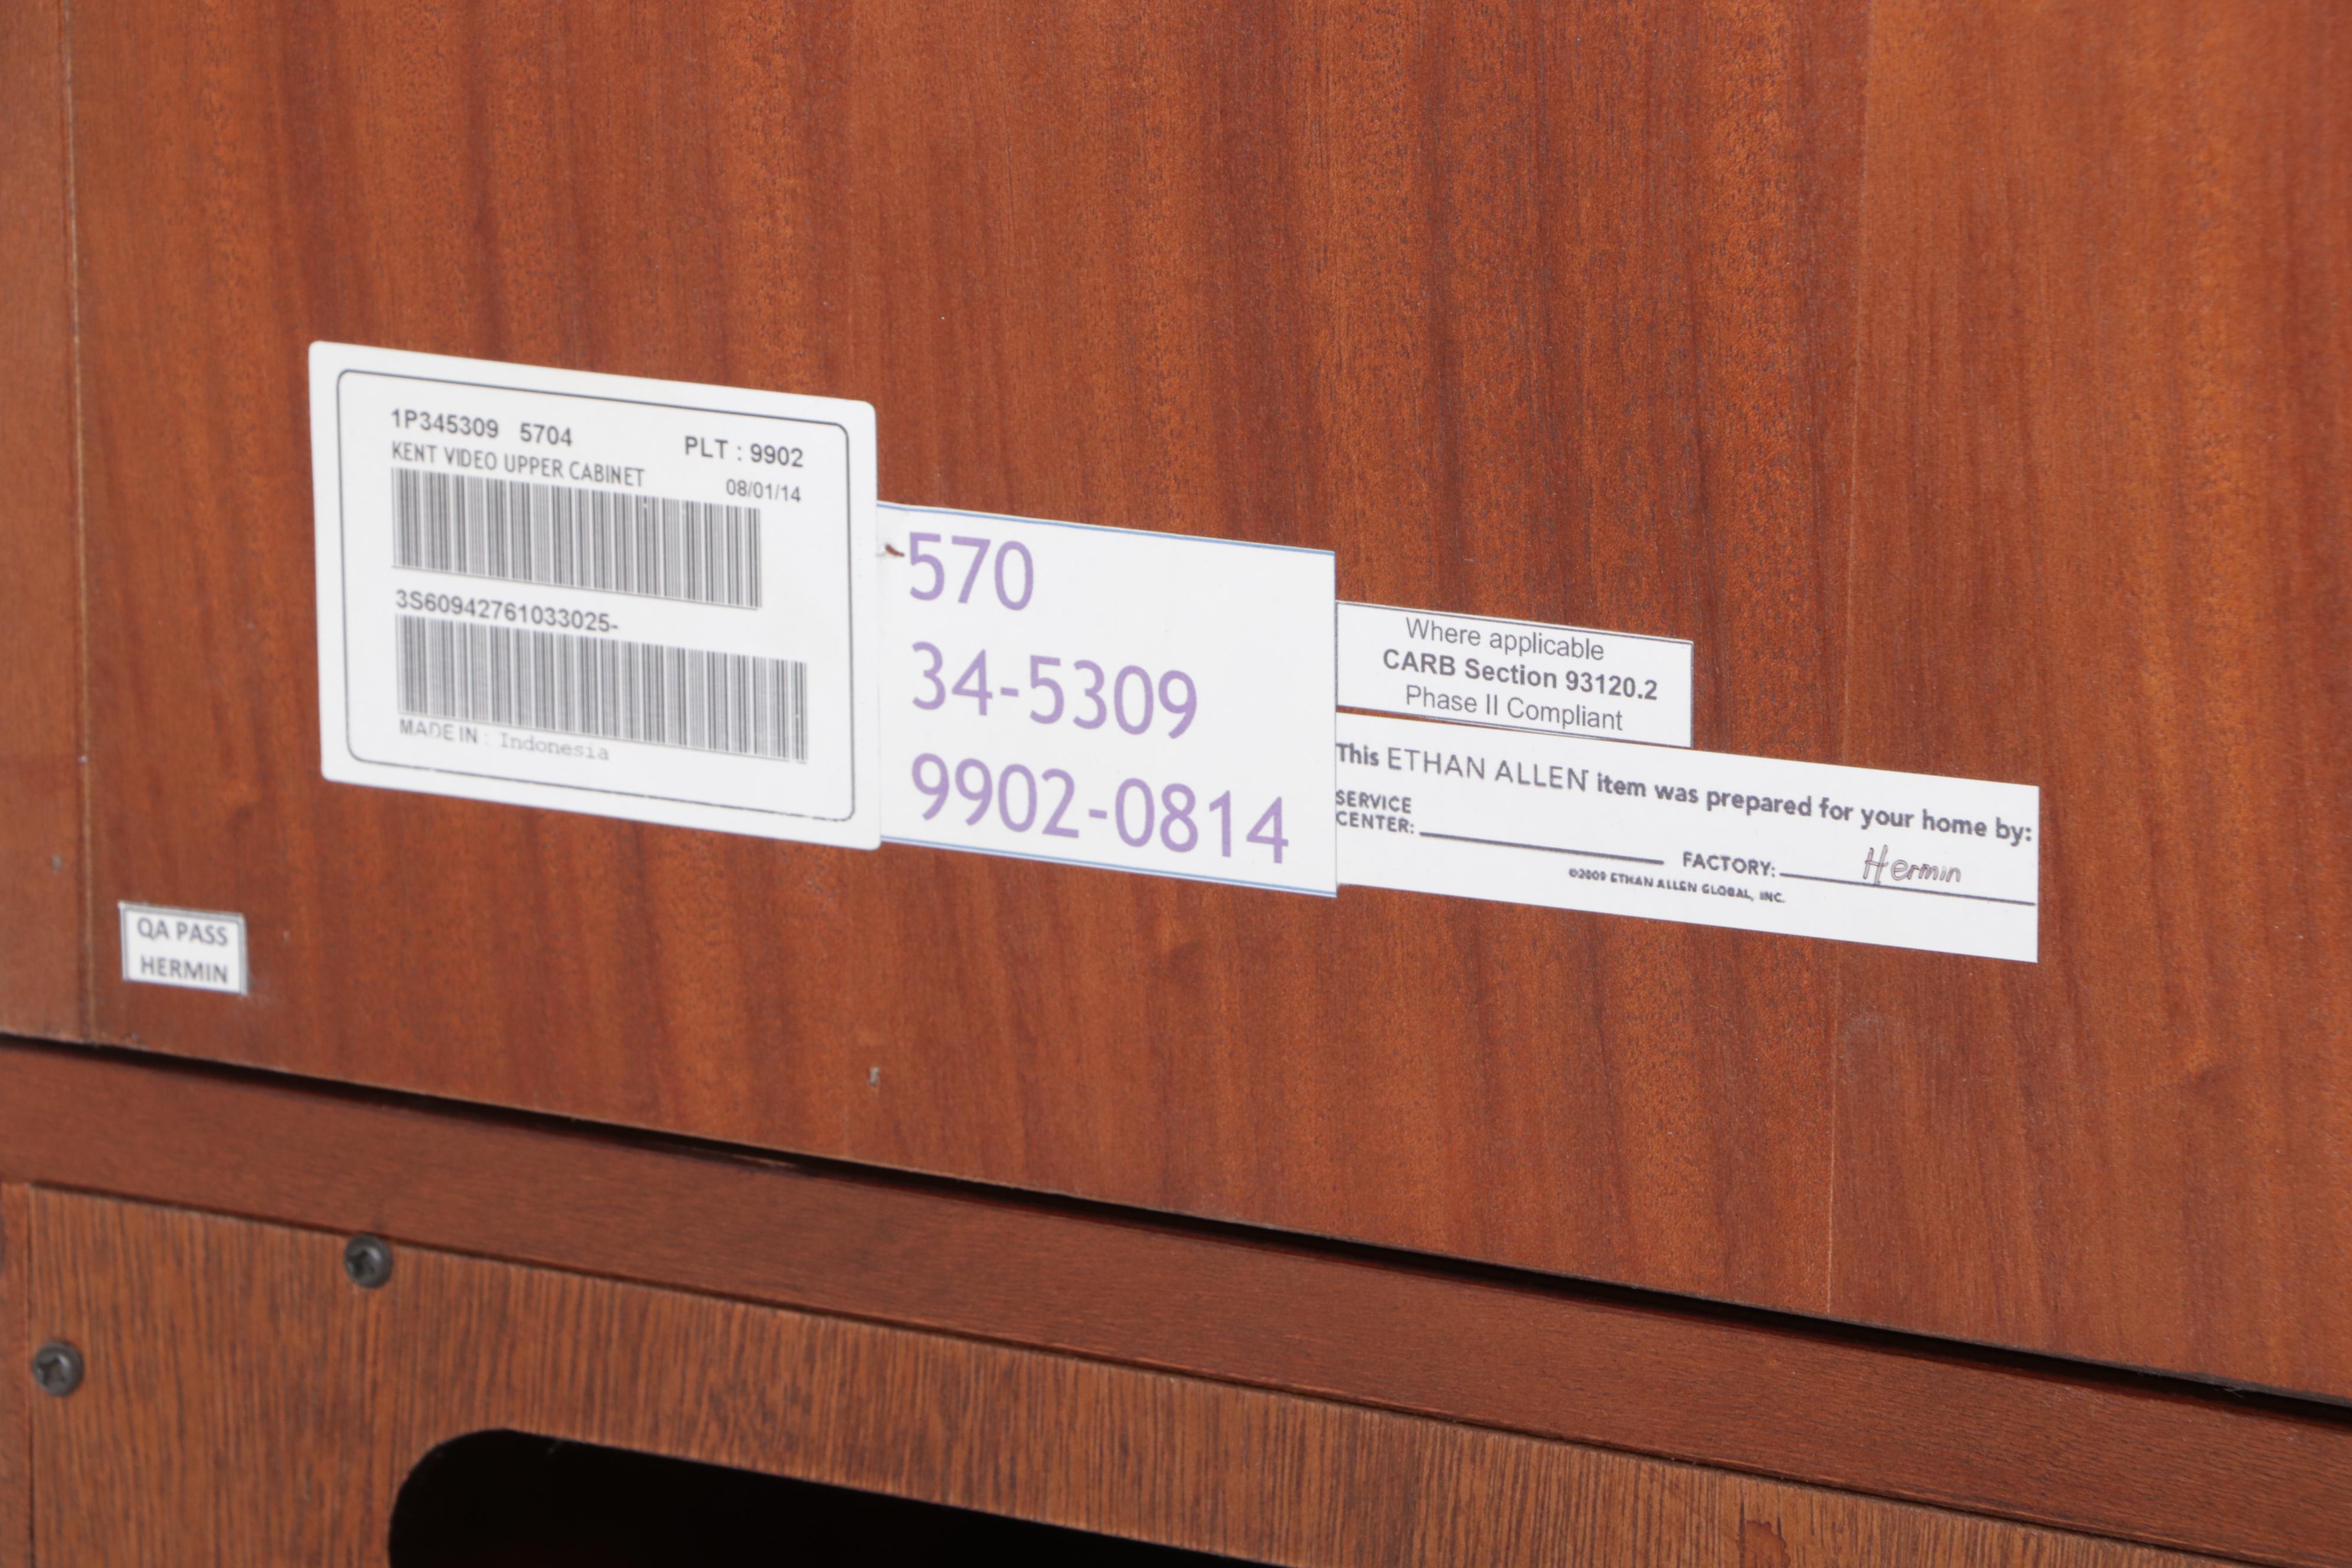 1P345309 5704
PLT : 9902
KENT VIDEO UPPER CABINET
08/01/14
3S60942761033025-
MADE IN : Indonesia
570
34-5309
9902-0814
Where applicable
CARB Section 93120.2
Phase II Compliant
This ETHAN ALLEN item was prepared for your home by:
SERVICE
CENTER:
FACTORY: Hermin
©2009 ETHAN ALLEN GLOBAL, INC.
QA PASS
HERMIN